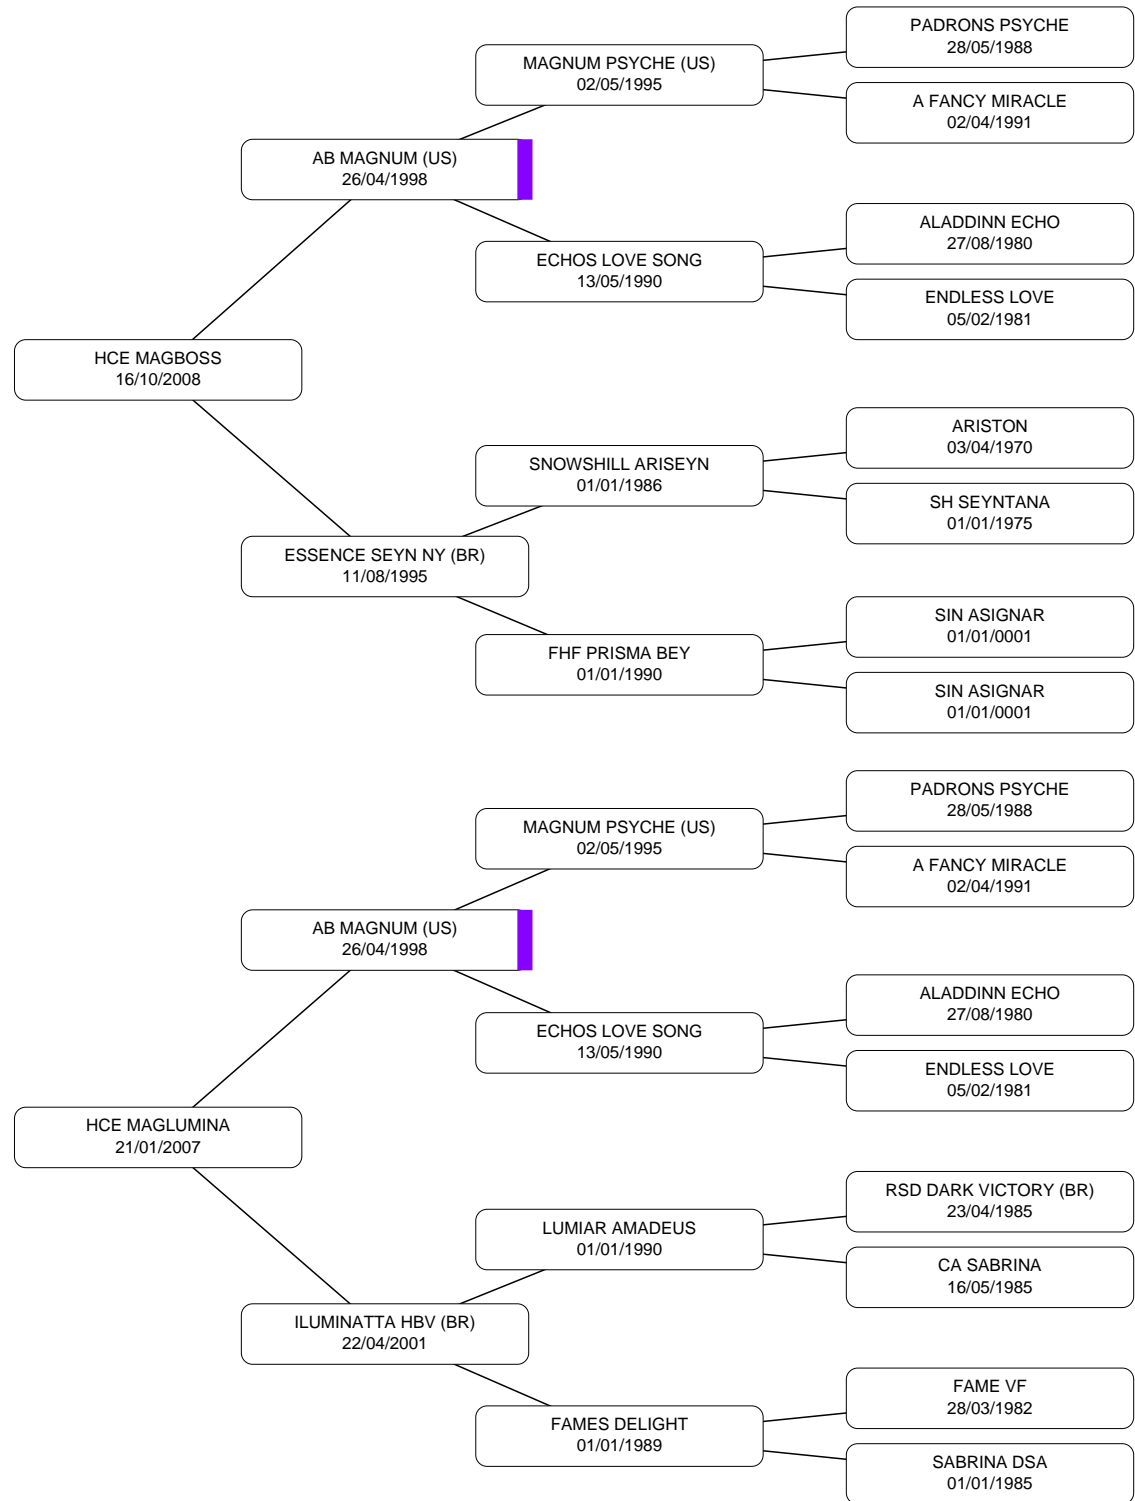 PADRONS PSYCHE
28/05/1988
MAGNUM PSYCHE (US)
02/05/1995
A FANCY MIRACLE
02/04/1991
AB MAGNUM (US)
26/04/1998
ALADDINN ECHO
27/08/1980
ECHOS LOVE SONG
13/05/1990
ENDLESS LOVE
05/02/1981
HCE MAGBOSS
16/10/2008
ARISTON
03/04/1970
SNOWSHILL ARISEYN
01/01/1986
SH SEYNTANA
01/01/1975
ESSENCE SEYN NY (BR)
11/08/1995
SIN ASIGNAR
01/01/0001
FHF PRISMA BEY
01/01/1990
SIN ASIGNAR
01/01/0001
PADRONS PSYCHE
28/05/1988
MAGNUM PSYCHE (US)
02/05/1995
A FANCY MIRACLE
02/04/1991
AB MAGNUM (US)
26/04/1998
ALADDINN ECHO
27/08/1980
ECHOS LOVE SONG
13/05/1990
ENDLESS LOVE
05/02/1981
HCE MAGLUMINA
21/01/2007
RSD DARK VICTORY (BR)
23/04/1985
LUMIAR AMADEUS
01/01/1990
CA SABRINA
16/05/1985
ILUMINATTA HBV (BR)
22/04/2001
FAME VF
28/03/1982
FAMES DELIGHT
01/01/1989
SABRINA DSA
01/01/1985